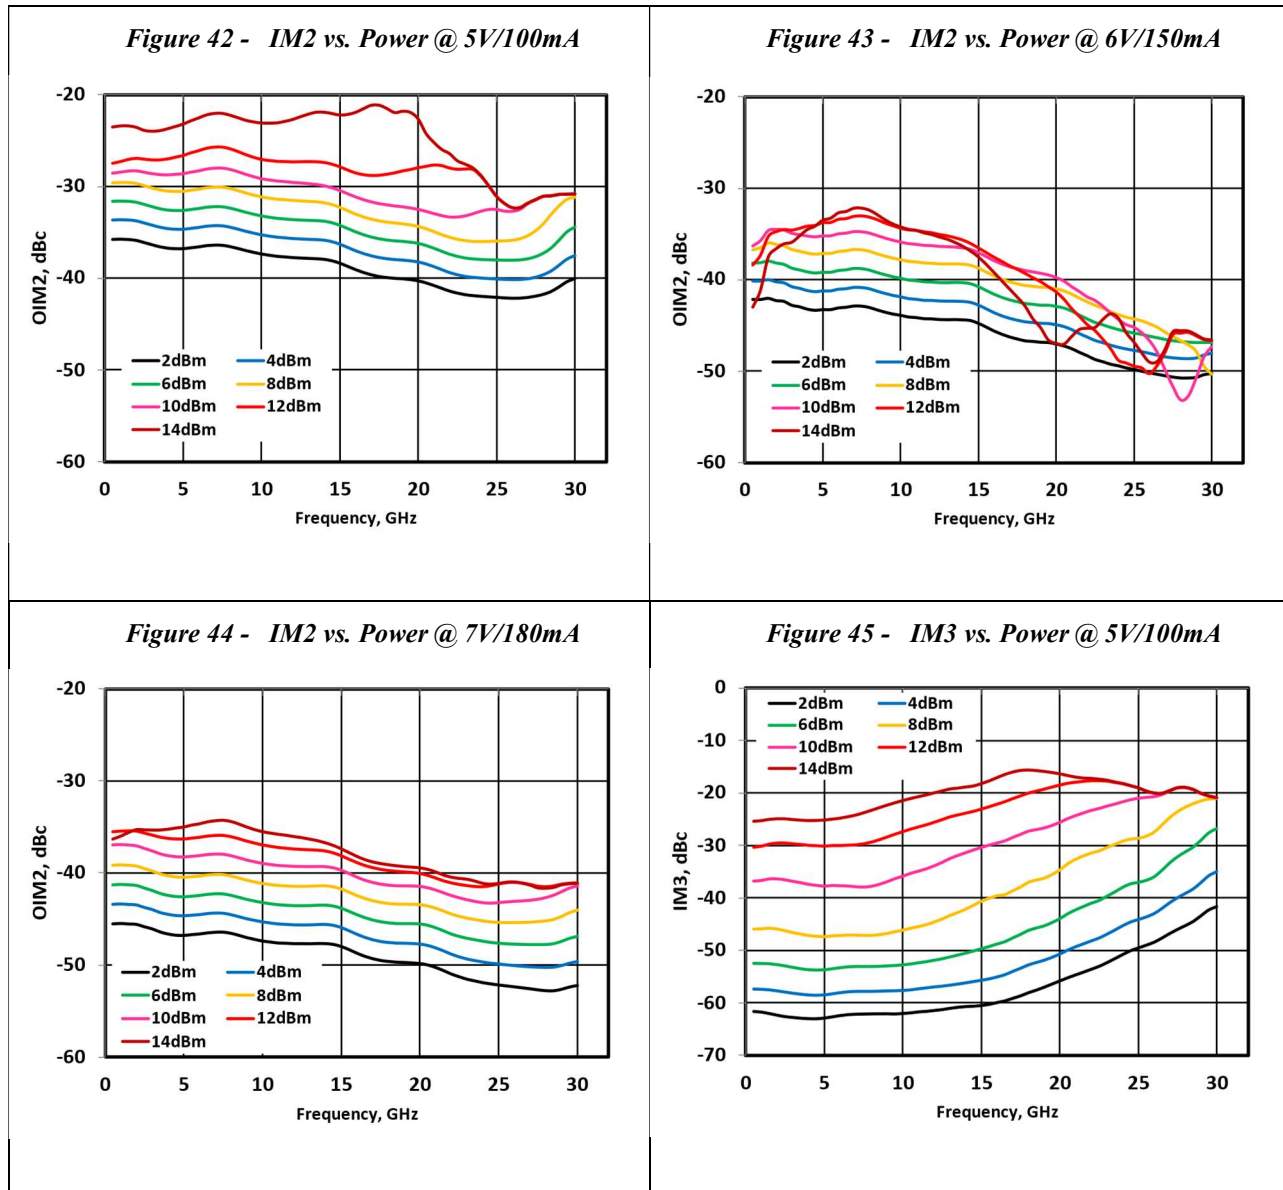 Figure 42 - IM2 vs. Power @ 5V/100mA
-20
-30
-40
-50
-60
OIM2, dBc
2dBm 4dBm
6dBm 8dBm
10dBm 12dBm
14dBm
0 5 10 15 20 25 30
Frequency, GHz
Figure 43 - IM2 vs. Power @ 6V/150mA
-20
-30
-40
-50
-60
OIM2, dBc
2dBm 4dBm
6dBm 8dBm
10dBm 12dBm
14dBm
0 5 10 15 20 25 30
Frequency, GHz
Figure 44 - IM2 vs. Power @ 7V/180mA
-20
-30
-40
-50
-60
OIM2, dBc
2dBm 4dBm
6dBm 8dBm
10dBm 12dBm
14dBm
0 5 10 15 20 25 30
Frequency, GHz
Figure 45 - IM3 vs. Power @ 5V/100mA
0
-10
-20
-30
-40
-50
-60
-70
IM3, dBc
2dBm 4dBm
6dBm 8dBm
10dBm 12dBm
14dBm
0 5 10 15 20 25 30
Frequency, GHz